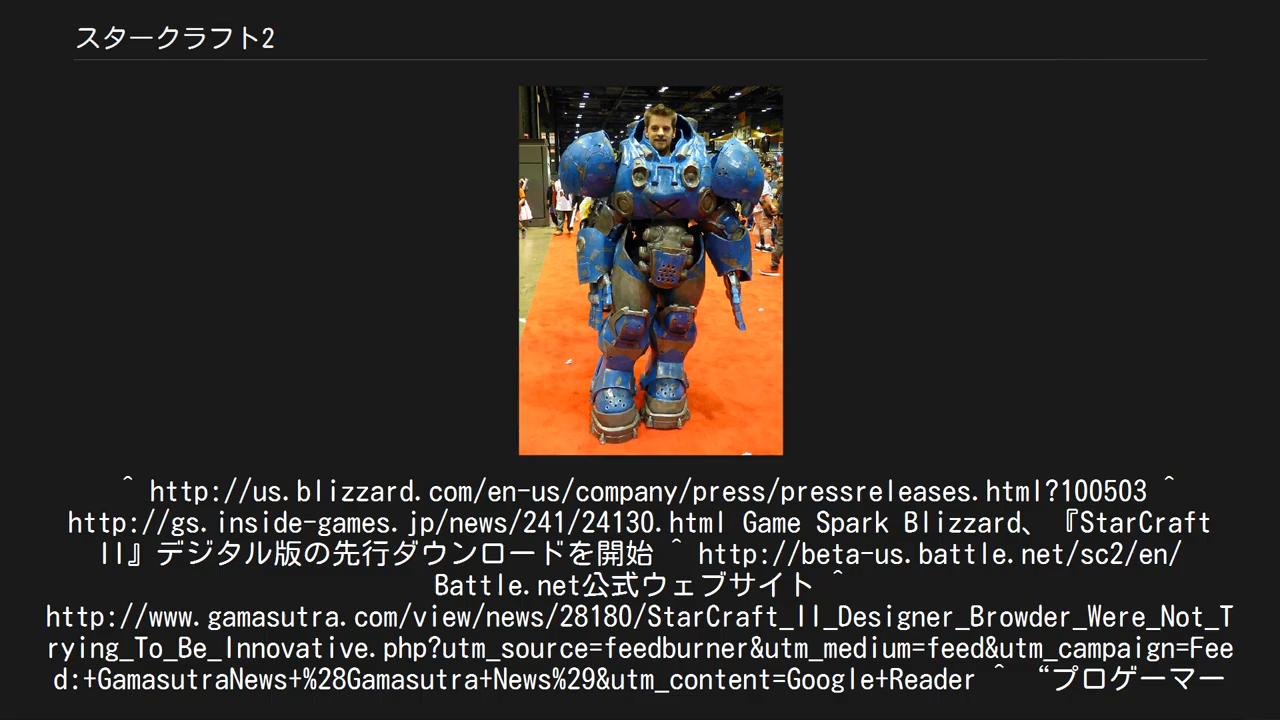 スタークラフト2
^ http://us.blizzard.com/en-us/company/press/pressreleases.html?100503 ^
http://gs.inside-games.jp/news/241/24130.html Game Spark Blizzard、『StarCraft
II』デジタル版の先行ダウンロードを開始 ^ http://beta-us.battle.net/sc2/en/
Battle.net公式ウェブサイト ^
http://www.gamasutra.com/view/news/28180/StarCraft_II_Designer_Browder_Were_Not_T
rying_To_Be_Innovative.php?utm_source=feedburner&utm_medium=feed&utm_campaign=Fee
d:+GamasutraNews+%28Gamasutra+News%29&utm_content=Google+Reader ^ “プロゲーマー